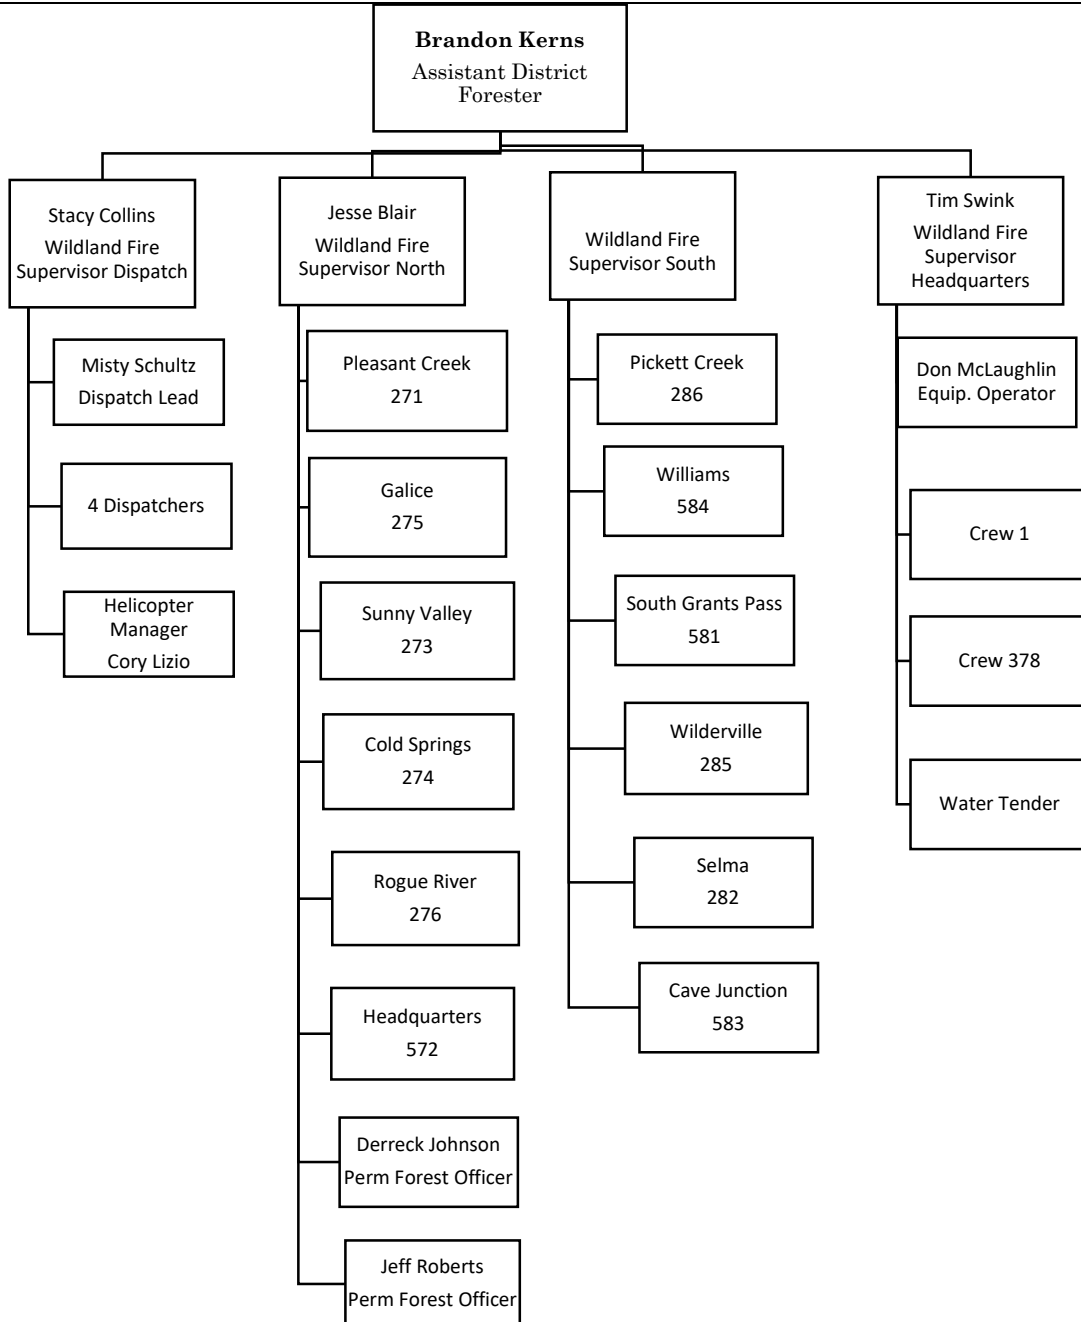 Brandon Kerns
Assistant District
Forester
Stacy Collins
Wildland Fire
Supervisor Dispatch
Misty Schultz
Dispatch Lead
4 Dispatchers
Helicopter
Manager
Cory Lizio
Jesse Blair
Wildland Fire
Supervisor North
Pleasant Creek
271
Galice
275
Sunny Valley
273
Cold Springs
274
Rogue River
276
Headquarters
572
Derreck Johnson
Perm Forest Officer
Jeff Roberts
Perm Forest Officer
Wildland Fire
Supervisor South
Pickett Creek
286
Williams
584
South Grants Pass
581
Wilderville
285
Selma
282
Cave Junction
583
Tim Swink
Wildland Fire
Supervisor
Headquarters
Don McLaughlin
Equip. Operator
Crew 1
Crew 378
Water Tender